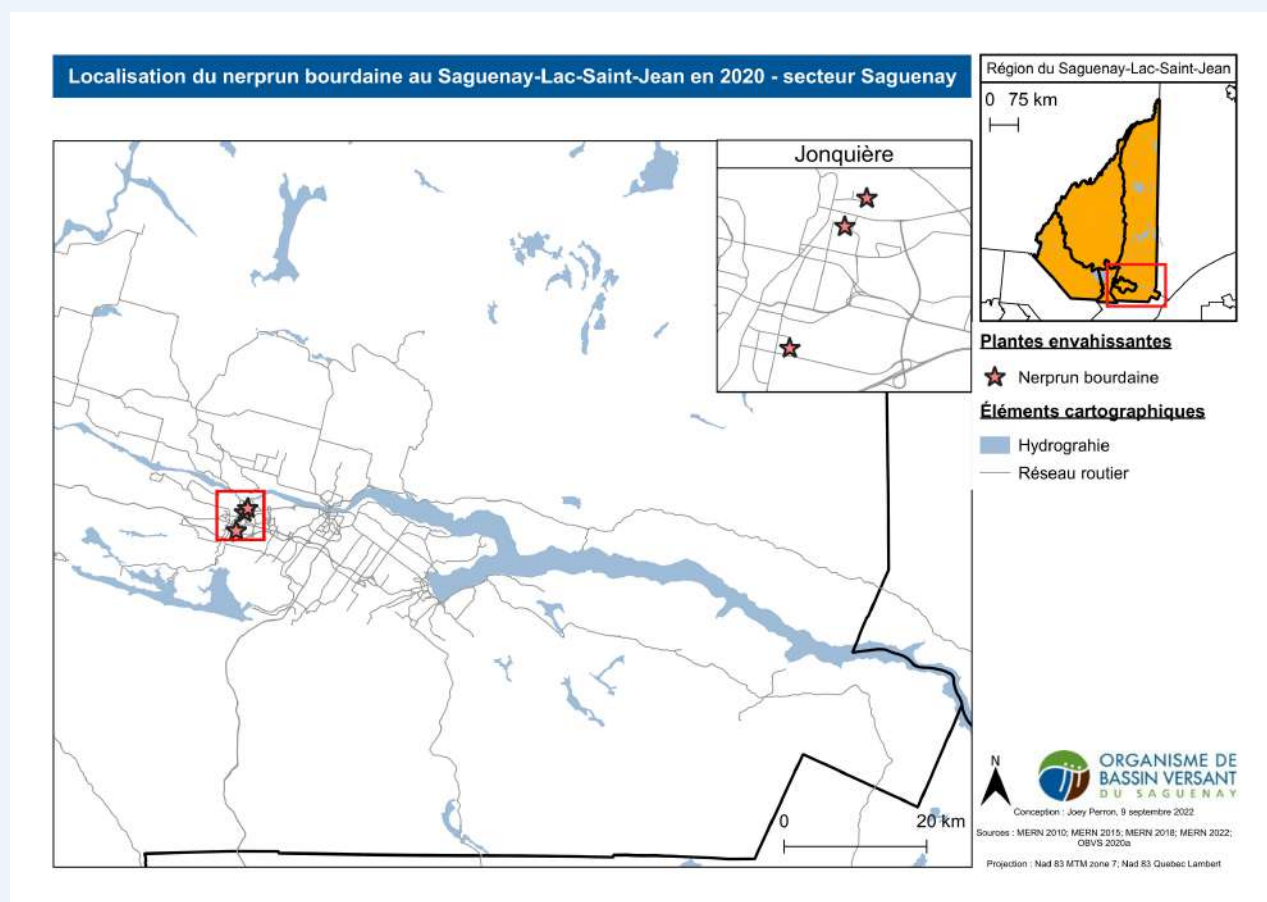 Localisation du nerprun bourdaine au Saguenay-Lac-Saint-Jean en 2020 - secteur Saguenay
Région du Saguenay-Lac-Saint-Jean
0 75 km
Jonquière
Plantes envahissantes
Nerprun bourdaine
Éléments cartographiques
Hydrograhie
Réseau routier
0 20 km
N
ORGANISME DE
BASSIN VERSANT
DU SAGUENAY
Conception : Joey Perron, 9 septembre 2022
Sources : MERN 2010; MERN 2015; MERN 2018; MERN 2022;
OBVS 2020a
Projection : Nad 83 MTM zone 7; Nad 83 Quebec Lambert